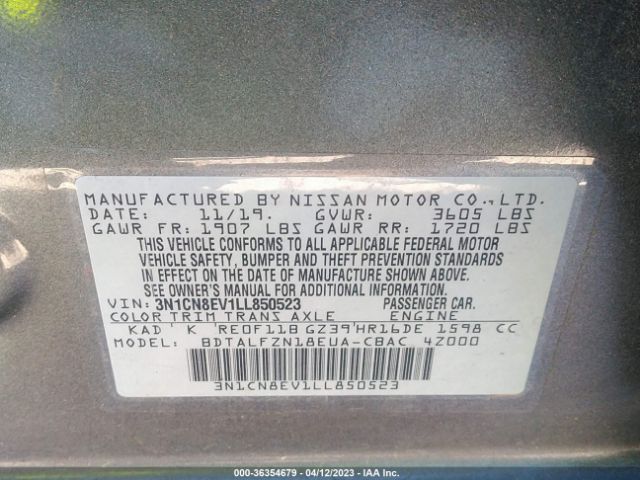 MANUFACTURED BY NISSAN MOTOR CO., LTD.
DATE: 11/19. GVWR: 3605 LBS
GAWR FR: 1907 LBS GAWR RR: 1720 LBS
THIS VEHICLE CONFORMS TO ALL APPLICABLE FEDERAL MOTOR
VEHICLE SAFETY, BUMPER AND THEFT PREVENTION STANDARDS
IN EFFECT ON THE DATE OF MANUFACTURE SHOWN ABOVE.
SEE OWNER'S MANUAL FOR ADDITIONAL INFORMATION.
VIN: 3N1CN8EV1LL850523 PASSENGER CAR.
COLOR TRIM TRANS AXLE ENGINE
KAD ' K 'RE0F11B GZ39'HR16DE 1598 CC
MODEL: BDTALFZN18EUA-CBAC 4Z000
3N1CN8EV1LL850523
000-36354679 - 04/12/2023 - IAA Inc.